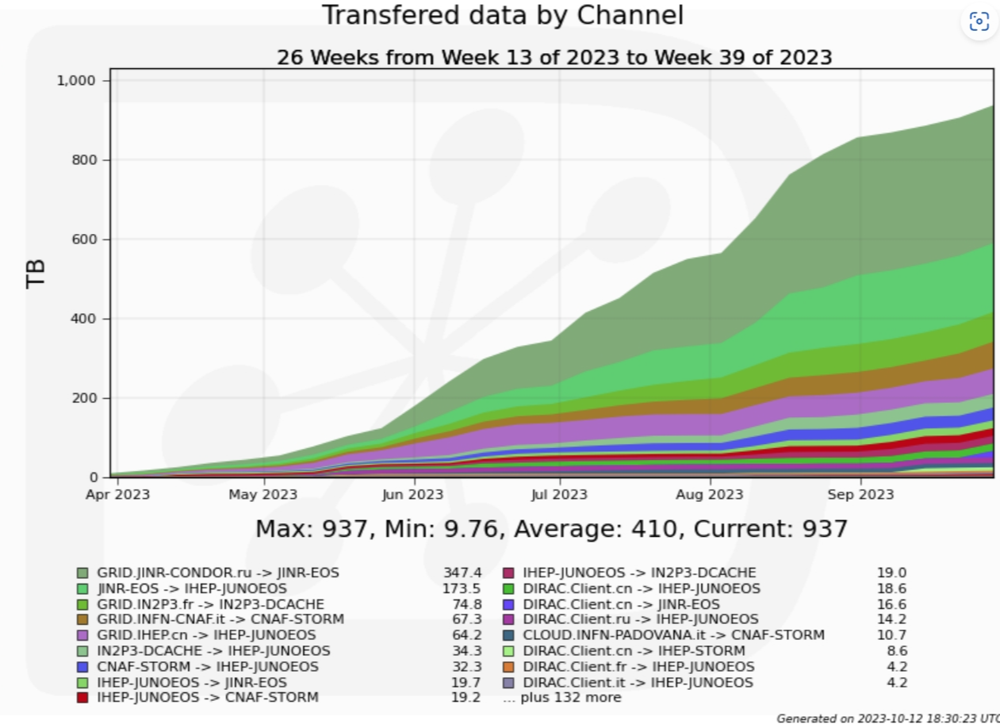 Transfered data by Channel
26 Weeks from Week 13 of 2023 to Week 39 of 2023
TB
1,000
800
600
400
200
0
Apr 2023 May 2023 Jun 2023 Jul 2023 Aug 2023 Sep 2023
Max: 937, Min: 9.76, Average: 410, Current: 937
GRID.JINR-CONDOR.ru -> JINR-EOS 347.4
JINR-EOS -> IHEP-JUNOEOS 173.5
GRID.IN2P3.fr -> IN2P3-DCACHE 74.8
GRID.INFN-CNAF.it -> CNAF-STORM 67.3
GRID.IHEP.cn -> IHEP-JUNOEOS 64.2
IN2P3-DCACHE -> IHEP-JUNOEOS 34.3
CNAF-STORM -> IHEP-JUNOEOS 32.3
IHEP-JUNOEOS -> JINR-EOS 19.7
IHEP-JUNOEOS -> CNAF-STORM 19.2
IHEP-JUNOEOS -> IN2P3-DCACHE 19.0
DIRAC.Client.cn -> IHEP-JUNOEOS 18.6
DIRAC.Client.cn -> JINR-EOS 16.6
DIRAC.Client.ru -> IHEP-JUNOEOS 14.2
CLOUD.INFN-PADOVANA.it -> CNAF-STORM 10.7
DIRAC.Client.cn -> IHEP-STORM 8.6
DIRAC.Client.fr -> IHEP-JUNOEOS 4.2
DIRAC.Client.it -> IHEP-JUNOEOS 4.2
... plus 132 more
Generated on 2023-10-12 18:30:23 UTC